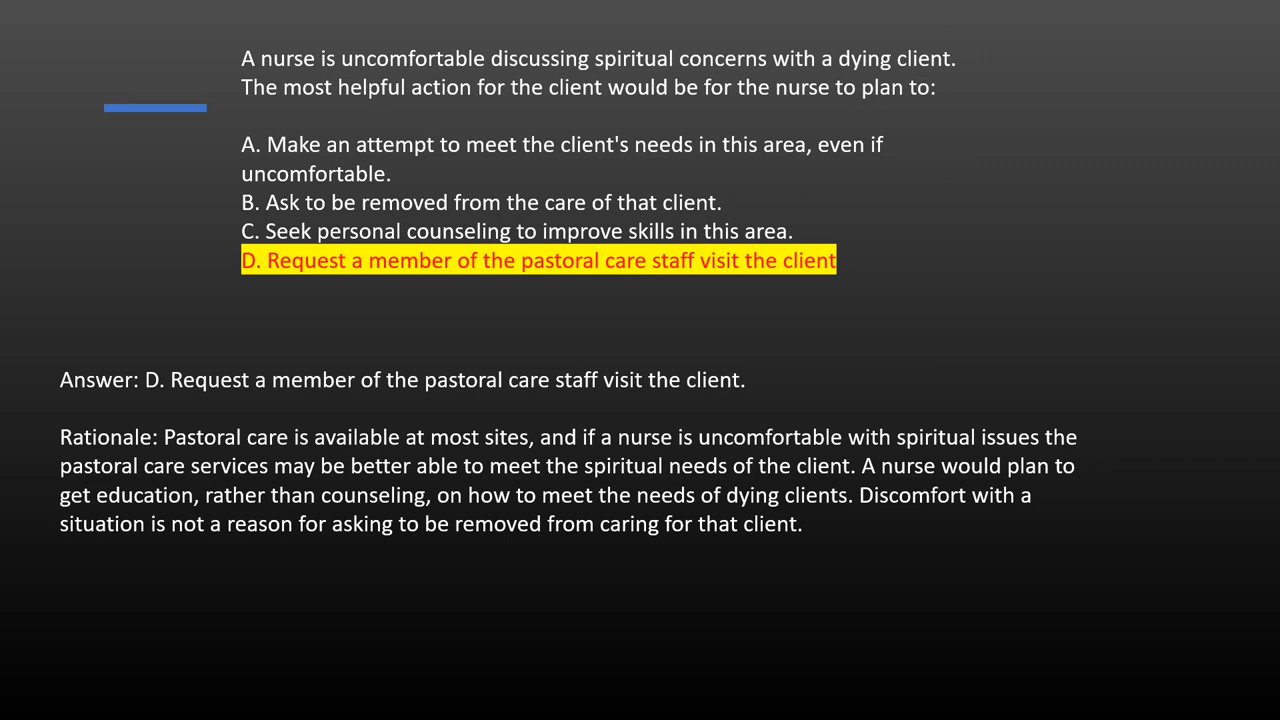 A nurse is uncomfortable discussing spiritual concerns with a dying client.
The most helpful action for the client would be for the nurse to plan to:
A. Make an attempt to meet the client's needs in this area, even if
uncomfortable.
B. Ask to be removed from the care of that client.
C. Seek personal counseling to improve skills in this area.
D. Request a member of the pastoral care staff visit the client
Answer: D. Request a member of the pastoral care staff visit the client.
Rationale: Pastoral care is available at most sites, and if a nurse is uncomfortable with spiritual issues the
pastoral care services may be better able to meet the spiritual needs of the client. A nurse would plan to
get education, rather than counseling, on how to meet the needs of dying clients. Discomfort with a
situation is not a reason for asking to be removed from caring for that client.